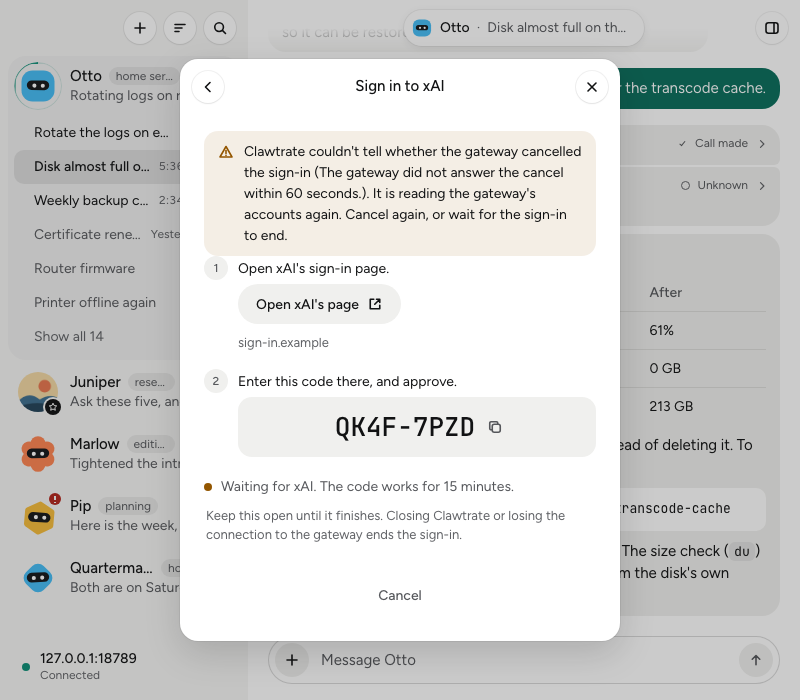 so it can be restore
Otto · Disk almost full on th...
Otto home ser...
Rotating logs on r
Rotate the logs on e...
Disk almost full o... 5:36
Weekly backup c... 2:34
Certificate rene... Yeste
Router firmware
Printer offline again
Show all 14
Juniper rese...
Ask these five, an
Marlow editi...
Tightened the intr
Pip planning
Here is the week,
Quarterma... ho
Both are on Satur
127.0.0.1:18789
Connected
Sign in to xAI
Clawtrate couldn't tell whether the gateway cancelled
the sign-in (The gateway did not answer the cancel
within 60 seconds.). It is reading the gateway's
accounts again. Cancel again, or wait for the sign-in
to end.
1 Open xAI's sign-in page.
Open xAI's page
sign-in.example
2 Enter this code there, and approve.
QK4F-7PZD
Waiting for xAI. The code works for 15 minutes.
Keep this open until it finishes. Closing Clawtrate or losing the
connection to the gateway ends the sign-in.
Cancel
the transcode cache.
Call made
Unknown
After
61%
0 GB
213 GB
ead of deleting it. To
transcode-cache
The size check (du)
m the disk's own
Message Otto